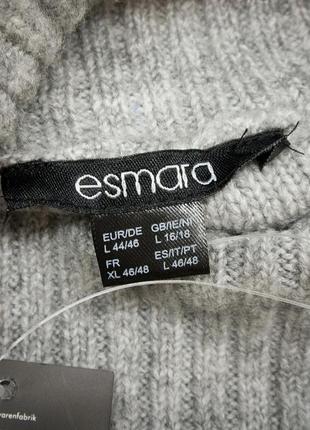 esmara
EUR/DE GB/IE/NI
L 44/46 L 16/18
FR ES/IT/PT
XL 46/48 L 46/48
varenfabrik